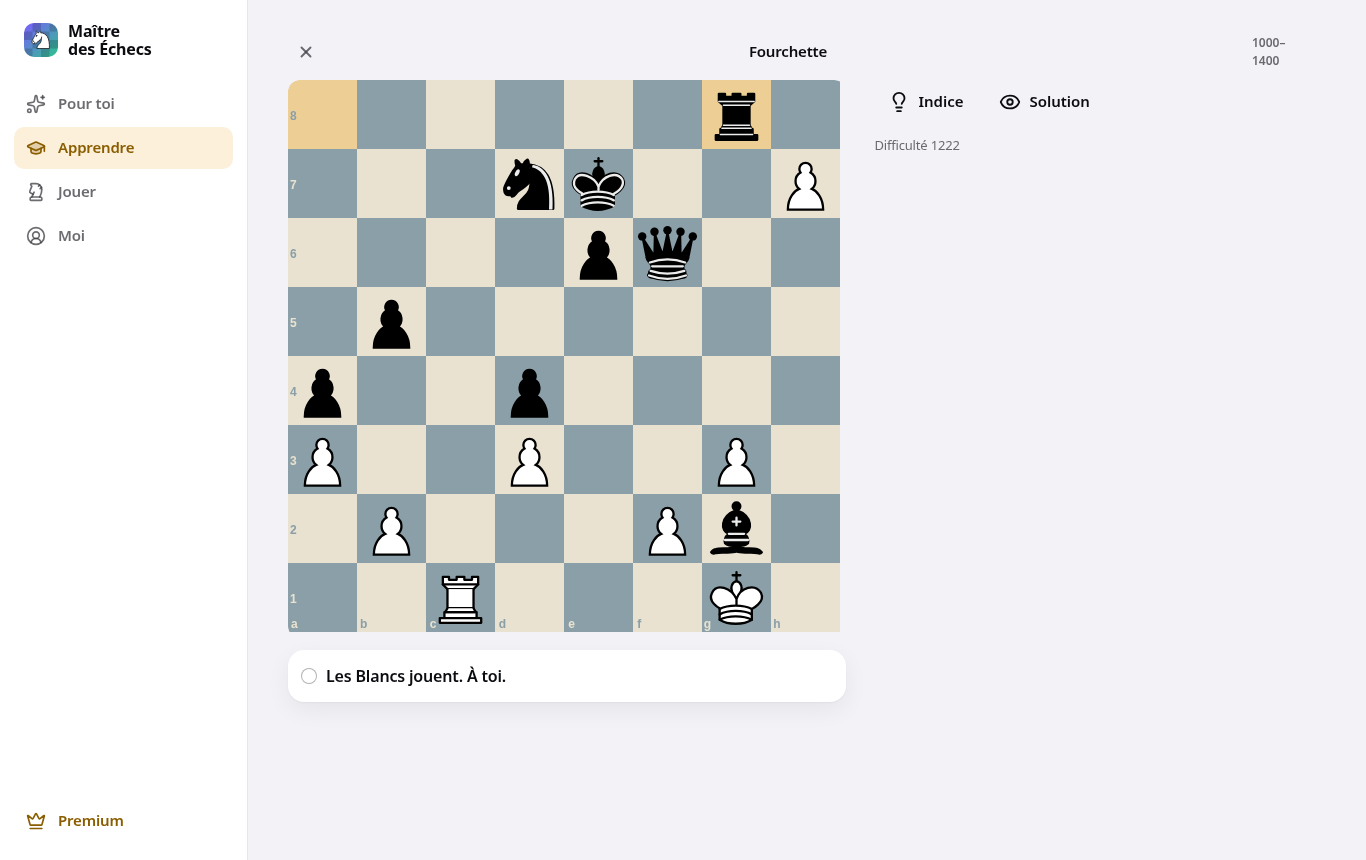 Maître
des Échecs
Pour toi
Apprendre
Jouer
Moi
Premium
Fourchette
1000–
1400
8
7
6
5
4
3
2
1
a
b
c
d
e
f
g
h
Indice
Solution
Difficulté 1222
Les Blancs jouent. À toi.